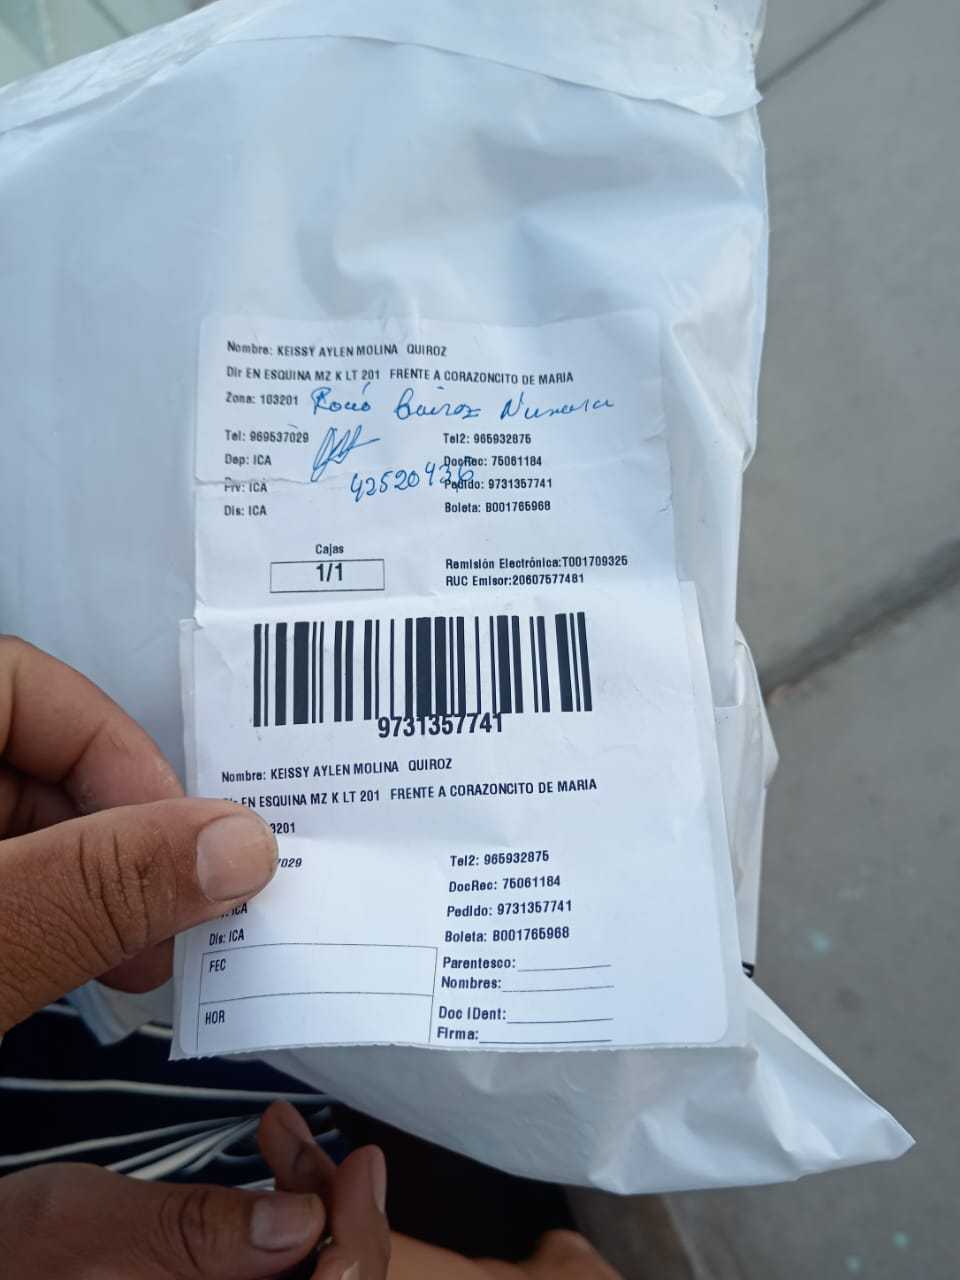 Nombre: KEISSY AYLEN MOLINA QUIROZ
Dir EN ESQUINA MZ K LT 201 FRENTE A CORAZONCITO DE MARIA
Zona: 103201 Rocío Quiroz
Tel: 969537029 Tel2: 965932875
Dep: ICA DocRec: 75061184
Prv: ICA 42520436 Pedido: 9731357741
Dis: ICA Boleta: B001765968
Cajas
1/1
Remisión Electrónica:T001709325
RUC Emisor:20607577481
9731357741
Nombre: KEISSY AYLEN MOLINA QUIROZ
Dir EN ESQUINA MZ K LT 201 FRENTE A CORAZONCITO DE MARIA
3201
7029 Tel2: 965932875
DocRec: 75061184
ICA Pedido: 9731357741
Dis: ICA Boleta: B001765968
FEC Parentesco:
Nombres:
HOR Doc IDent:
Firma: